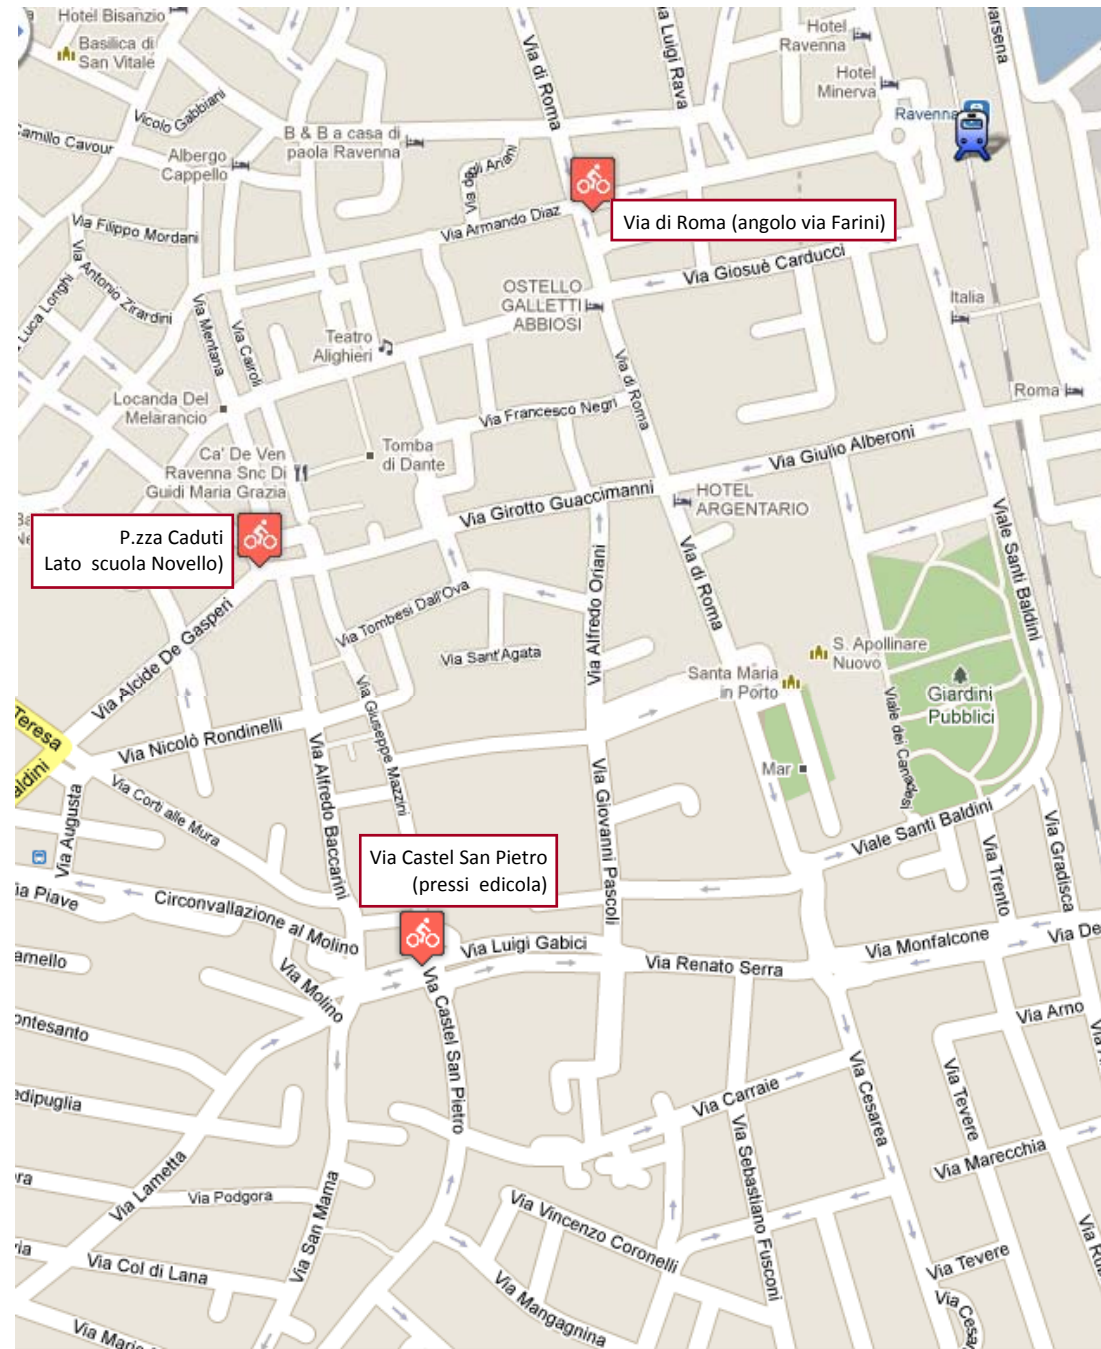 Hotel Bisanzio
Basilica di
San Vitale
Vicolo Gabbiani
Camillo Cavour
Albergo
Cappello
B & B a casa di
paola Ravenna
Via degli Ariani
Via di Roma
Via Luigi Rava
Hotel
Ravenna
Hotel
Minerva
Ravenna
Via di Roma (angolo via Farini)
Via Armando Diaz
Via Giosuè Carducci
Via Filippo Mordani
Via Antonio Zirardini
Luca Longhi
Via Mentana
Via Cairoli
OSTELLO
GALLETTI
ABBIOSI
Teatro
Alighieri
Italia
Roma
Via di Roma
Locanda Del
Melarancio
Via Francesco Negri
Tomba
di Dante
Ca' De Ven
Ravenna Snc Di
Guidi Maria Grazia
Via Giulio Alberoni
Via Girotto Guaccimanni
HOTEL
ARGENTARIO
P.zza Caduti
Lato scuola Novello)
Via di Roma
Viale Santi Baldini
Via Alfredo Oriani
Via Tombesi Dall'Ova
Via Sant'Agata
Via Alcide De Gasperi
S. Apollinare
Nuovo
Santa Maria
in Porto
Giardini
Pubblici
Viale dei Canadesi
Via Giuseppe Mazzini
Via Nicolò Rondinelli
Teresa
Baldini
Mar
Via Corti alle Mura
Via Augusta
Via Alfredo Baccarini
Via Giovanni Pascoli
Viale Santi Baldini
Via Gradisca
Via Trento
Via Castel San Pietro
(pressi edicola)
Via Piave
Circonvallazione al Molino
Via Luigi Gabici
Via Renato Serra
Via Monfalcone
Via De
Via Molino
amello
ontesanto
Via Castel San Pietro
Via Arno
Via Cesarea
Via Tevere
edipuglia
Via Carraie
Via Sebastiano Fusconi
Via Marecchia
Via Lametta
Via Podgora
Via San Mama
Via Vincenzo Coronelli
Via Col di Lana
Via Mangagnina
Via Tevere